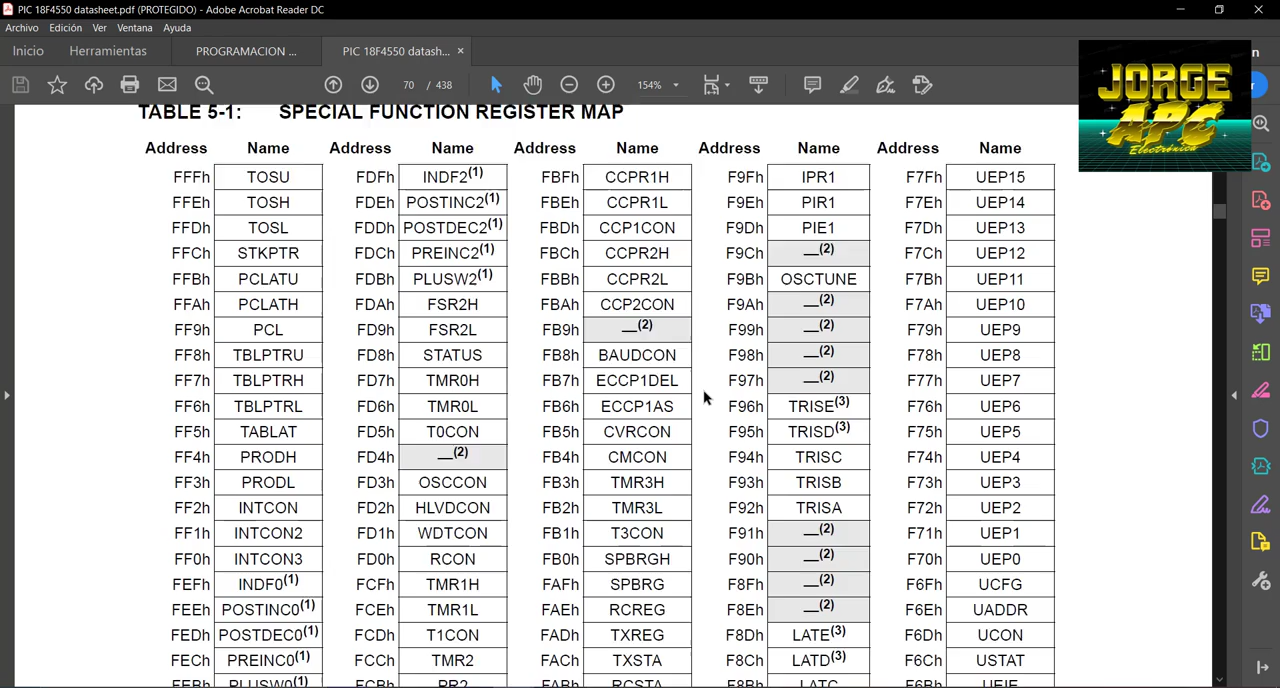 PIC 18F4550 datasheet.pdf (PROTEGIDO) - Adobe Acrobat Reader DC
Archivo Edición Ver Ventana Ayuda
Inicio Herramientas PROGRAMACION ... PIC 18F4550 datash... ×
70 / 438 154%
JORGE
APC
Electrónica
TABLE 5-1: SPECIAL FUNCTION REGISTER MAP
Address Name Address Name Address Name Address Name Address Name
FFFh TOSU FDFh INDF2(1) FBFh CCPR1H F9Fh IPR1 F7Fh UEP15
FFEh TOSH FDEh POSTINC2(1) FBEh CCPR1L F9Eh PIR1 F7Eh UEP14
FFDh TOSL FDDh POSTDEC2(1) FBDh CCP1CON F9Dh PIE1 F7Dh UEP13
FFCh STKPTR FDCh PREINC2(1) FBCh CCPR2H F9Ch —(2) F7Ch UEP12
FFBh PCLATU FDBh PLUSW2(1) FBBh CCPR2L F9Bh OSCTUNE F7Bh UEP11
FFAh PCLATH FDAh FSR2H FBAh CCP2CON F9Ah —(2) F7Ah UEP10
FF9h PCL FD9h FSR2L FB9h —(2) F99h —(2) F79h UEP9
FF8h TBLPTRU FD8h STATUS FB8h BAUDCON F98h —(2) F78h UEP8
FF7h TBLPTRH FD7h TMR0H FB7h ECCP1DEL F97h —(2) F77h UEP7
FF6h TBLPTRL FD6h TMR0L FB6h ECCP1AS F96h TRISE(3) F76h UEP6
FF5h TABLAT FD5h T0CON FB5h CVRCON F95h TRISD(3) F75h UEP5
FF4h PRODH FD4h —(2) FB4h CMCON F94h TRISC F74h UEP4
FF3h PRODL FD3h OSCCON FB3h TMR3H F93h TRISB F73h UEP3
FF2h INTCON FD2h HLVDCON FB2h TMR3L F92h TRISA F72h UEP2
FF1h INTCON2 FD1h WDTCON FB1h T3CON F91h —(2) F71h UEP1
FF0h INTCON3 FD0h RCON FB0h SPBRGH F90h —(2) F70h UEP0
FEFh INDF0(1) FCFh TMR1H FAFh SPBRG F8Fh —(2) F6Fh UCFG
FEEh POSTINC0(1) FCEh TMR1L FAEh RCREG F8Eh —(2) F6Eh UADDR
FEDh POSTDEC0(1) FCDh T1CON FADh TXREG F8Dh LATE(3) F6Dh UCON
FECh PREINC0(1) FCCh TMR2 FACh TXSTA F8Ch LATD(3) F6Ch USTAT
FEBh PLUSW0(1) FCBh PR2 FABh RCSTA F8Bh LATC F6Bh UEIE